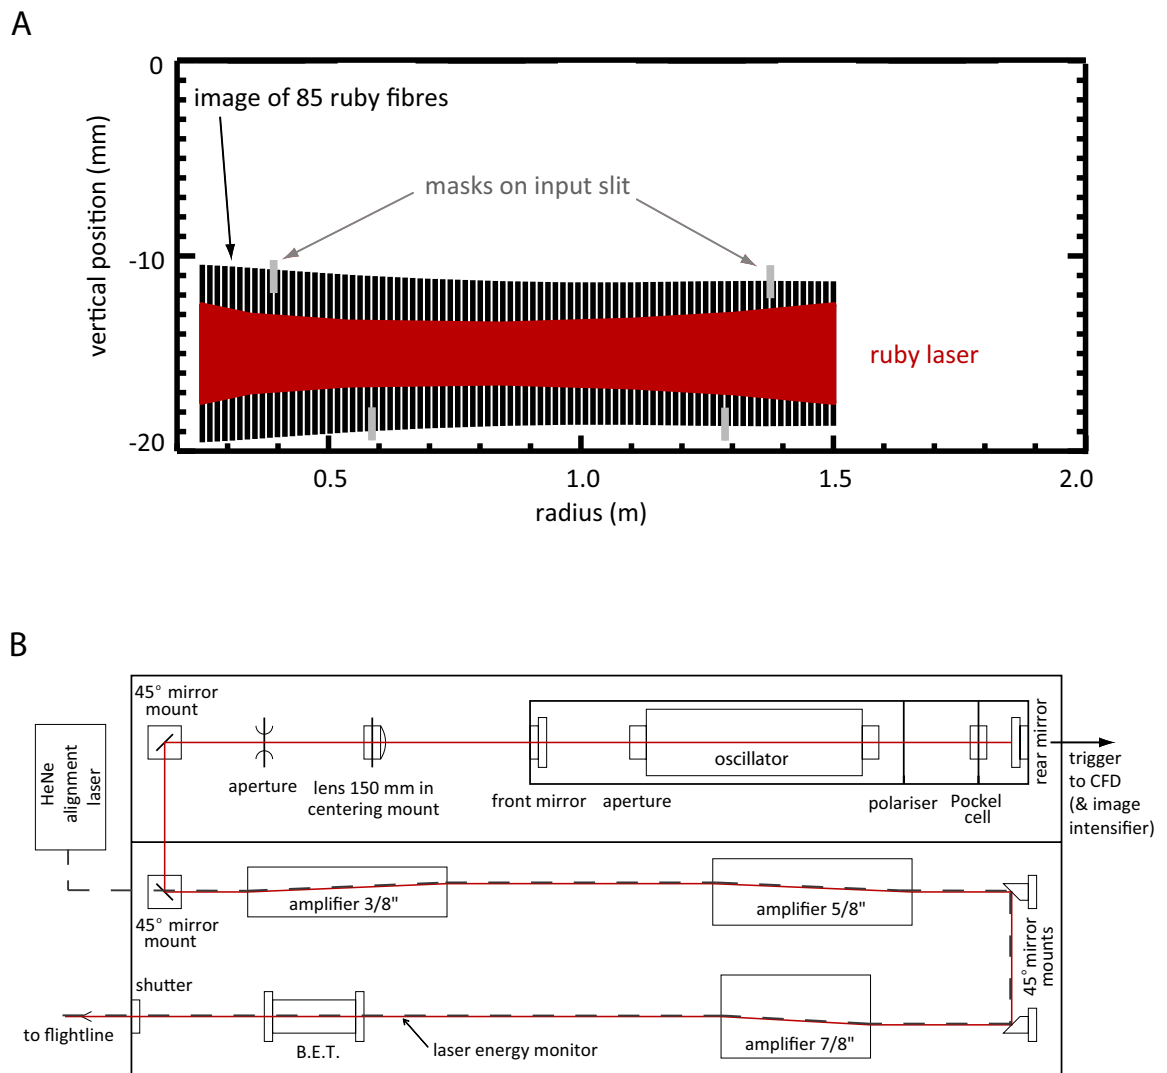 A
0
image of 85 ruby fibres
masks on input slit
vertical position (mm)
-10
ruby laser
-20
0.5
1.0
1.5
2.0
radius (m)
B
45° mirror
mount
HeNe
alignment
laser
aperture
lens 150 mm in
centering mount
front mirror
aperture
oscillator
polariser
Pockel
cell
rear mirror
trigger
to CFD
(& image
intensifier)
45° mirror
mount
amplifier 3/8"
amplifier 5/8"
45° mirror
mounts
shutter
to flightline
B.E.T.
laser energy monitor
amplifier 7/8"